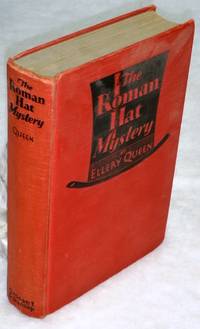 The
Roman
Hat
Mystery
QUEEN
The
Roman
Hat
Mystery
ELLERY QUEEN